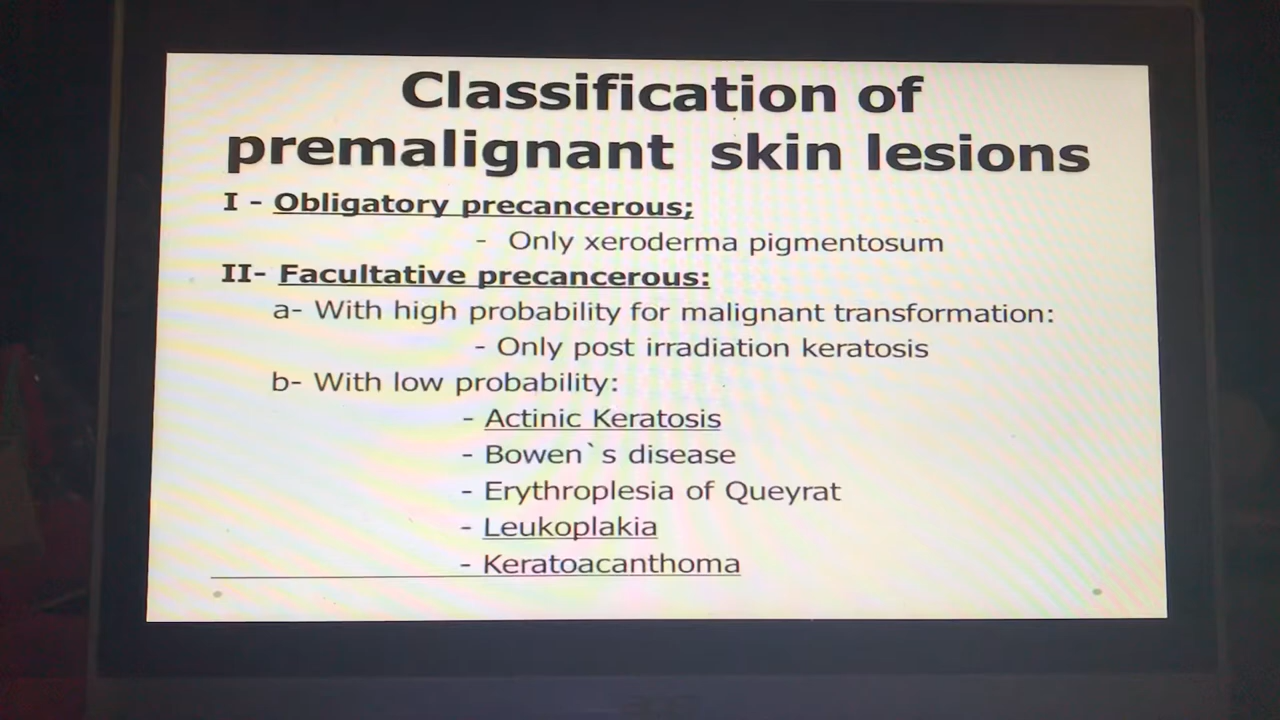 Classification of
premalignant skin lesions
I - Obligatory precancerous;
- Only xeroderma pigmentosum
II- Facultative precancerous:
a- With high probability for malignant transformation:
- Only post irradiation keratosis
b- With low probability:
- Actinic Keratosis
- Bowen`s disease
- Erythroplesia of Queyrat
- Leukoplakia
- Keratoacanthoma